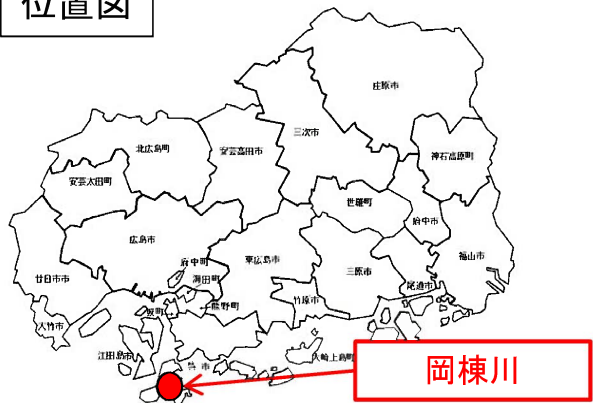 位置図
庄原市
三次市
北広島町
安芸高田市
神石高原町
安芸太田町
世羅町
府中市
広島市
福山市
東広島市
三原市
府中町
海田町
尾道市
廿日市市
竹原市
熊野町
坂町
大竹市
江田島市
大崎上島町
呉市
岡棟川